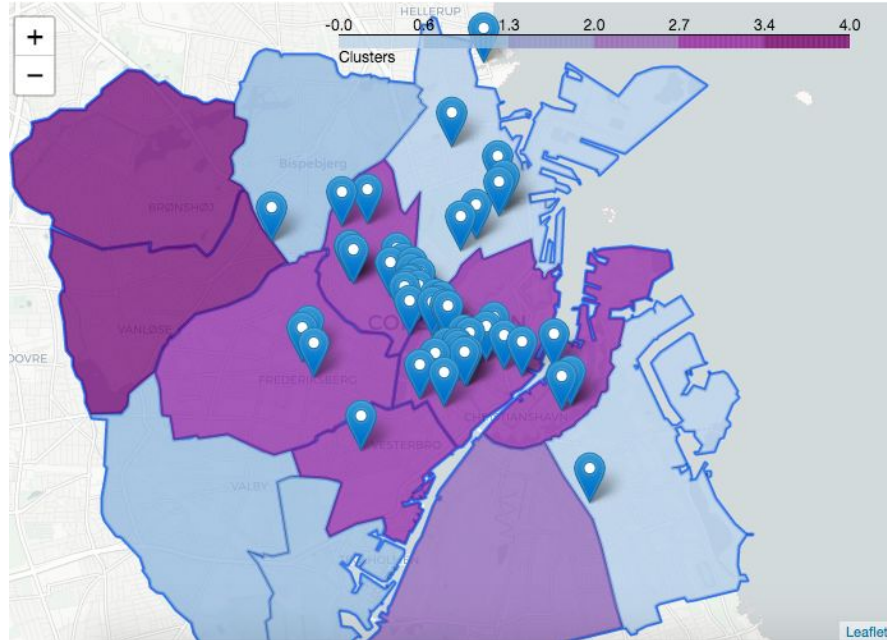 HELLERUP
+
−
-0.0 0.6 1.3 2.0 2.7 3.4 4.0
Clusters
Bispebjerg
BRØNSHØJ
VANLØSE
CO
N
FREDERIKSBERG
CHRISTIANSHAVN
VESTERBRO
VALBY
Leaflet